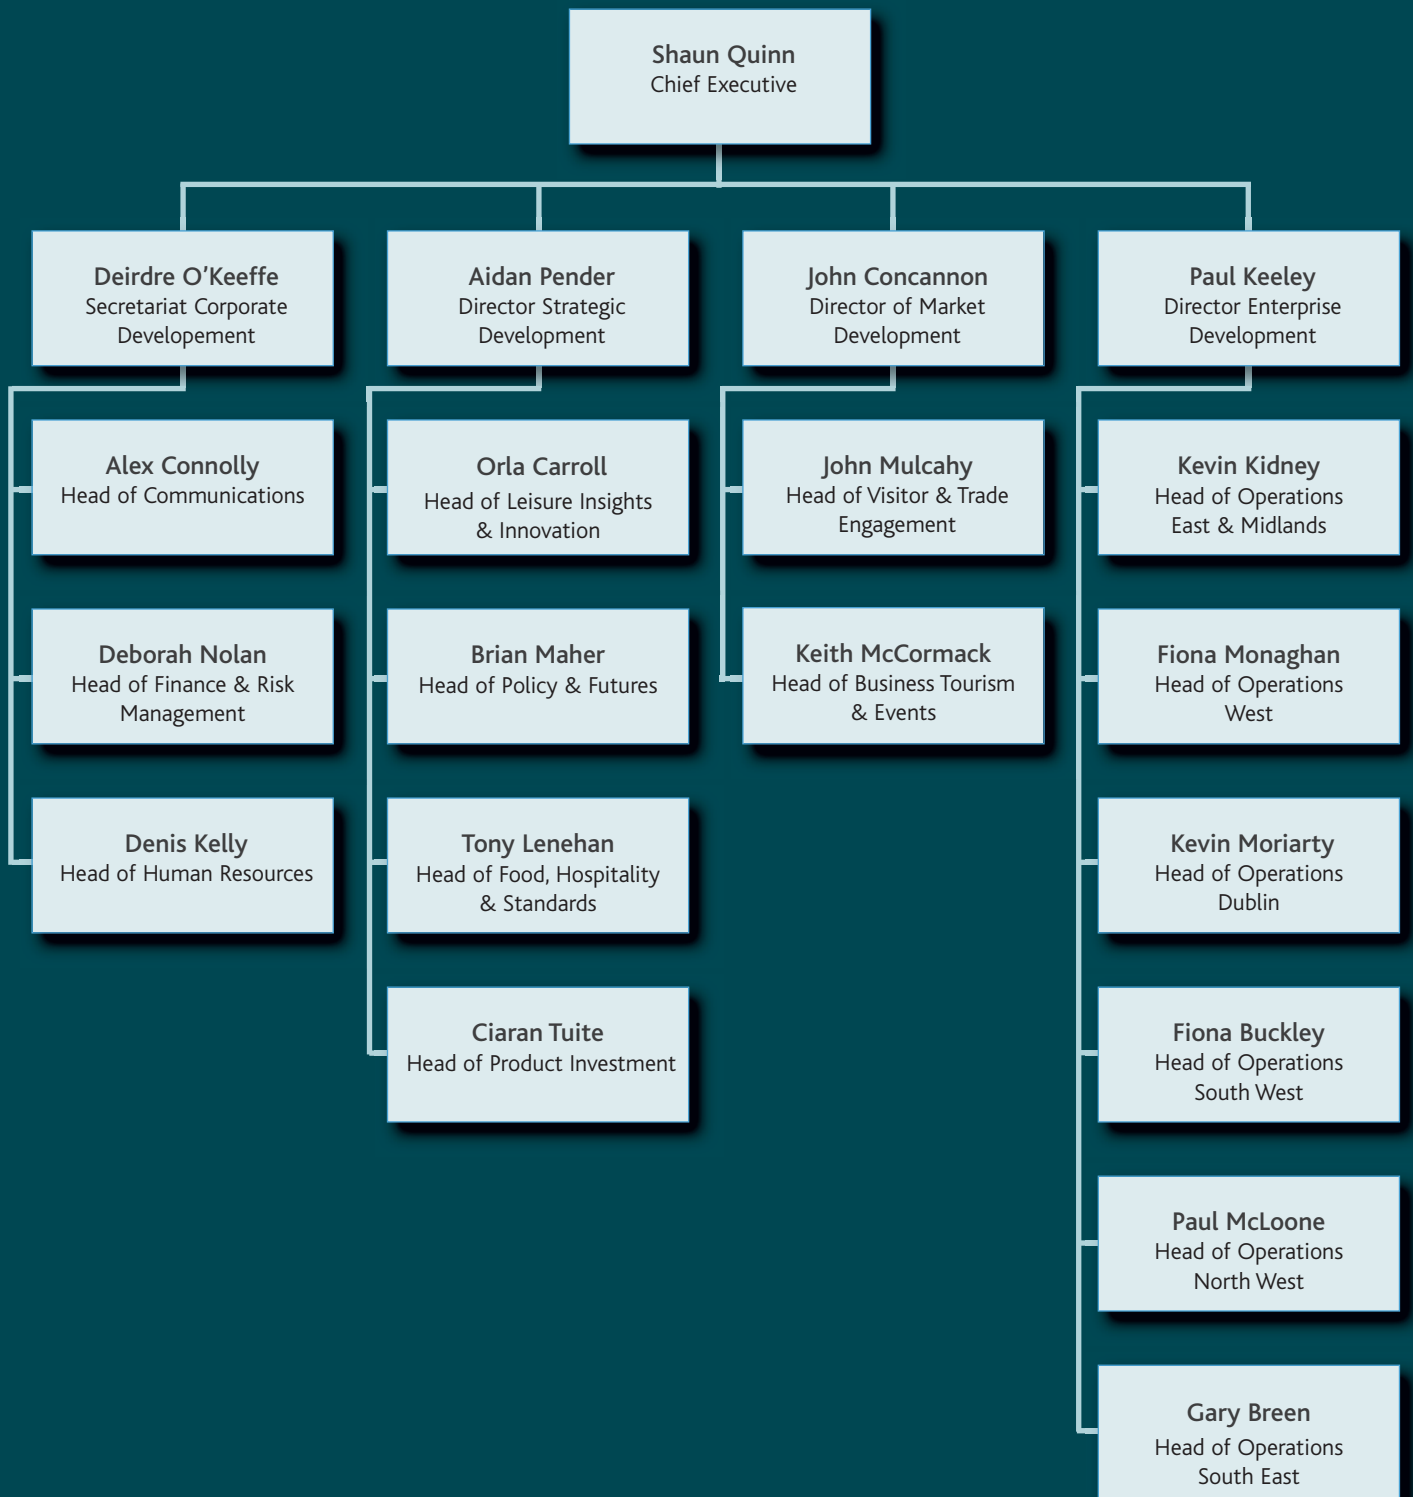 Shaun Quinn
Chief Executive
Deirdre O’Keeffe
Secretariat Corporate
Developement
Aidan Pender
Director Strategic
Development
John Concannon
Director of Market
Development
Paul Keeley
Director Enterprise
Development
Alex Connolly
Head of Communications
Orla Carroll
Head of Leisure Insights
& Innovation
John Mulcahy
Head of Visitor & Trade
Engagement
Kevin Kidney
Head of Operations
East & Midlands
Deborah Nolan
Head of Finance & Risk
Management
Brian Maher
Head of Policy & Futures
Keith McCormack
Head of Business Tourism
& Events
Fiona Monaghan
Head of Operations
West
Denis Kelly
Head of Human Resources
Tony Lenehan
Head of Food, Hospitality
& Standards
Kevin Moriarty
Head of Operations
Dublin
Ciaran Tuite
Head of Product Investment
Fiona Buckley
Head of Operations
South West
Paul McLoone
Head of Operations
North West
Gary Breen
Head of Operations
South East